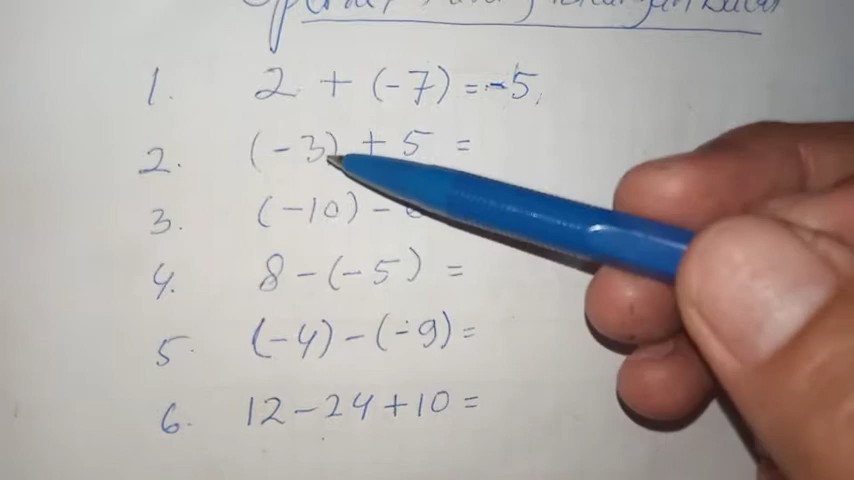 1. 2 + (-7) = -5,
2. (-3) + 5 =
3. (-10) -
4. 8 - (-5) =
5. (-4) - (-9) =
6. 12 - 24 + 10 =